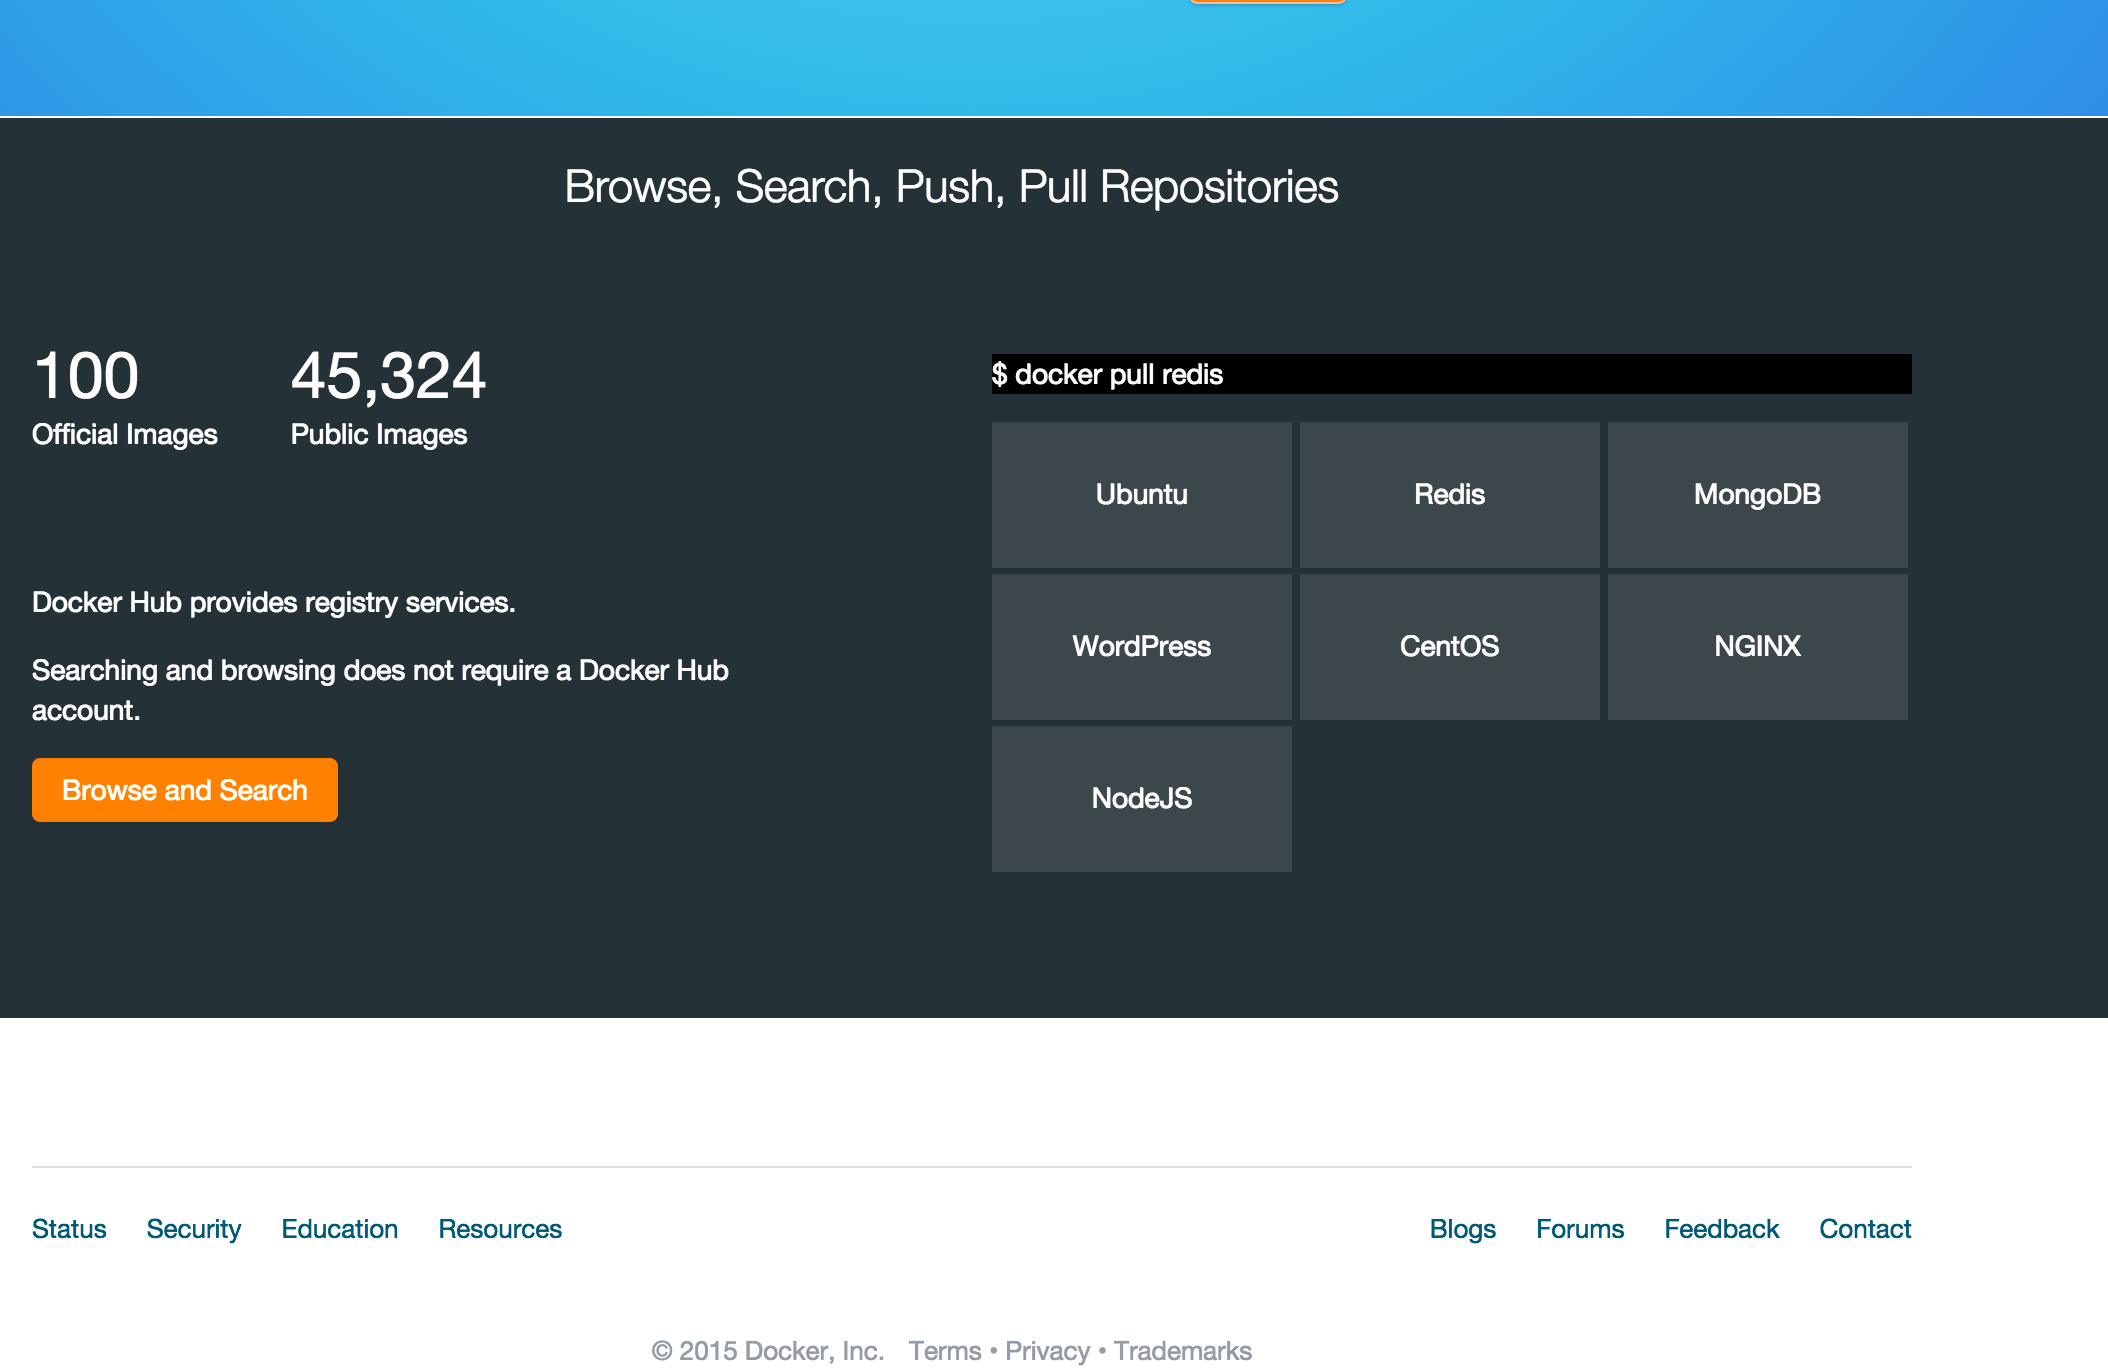 Browse, Search, Push, Pull Repositories
100
Official Images
45,324
Public Images
Docker Hub provides registry services.
Searching and browsing does not require a Docker Hub
account.
Browse and Search
$ docker pull redis
Ubuntu
Redis
MongoDB
WordPress
CentOS
NGINX
NodeJS
Status Security Education Resources
Blogs Forums Feedback Contact
© 2015 Docker, Inc. Terms • Privacy • Trademarks